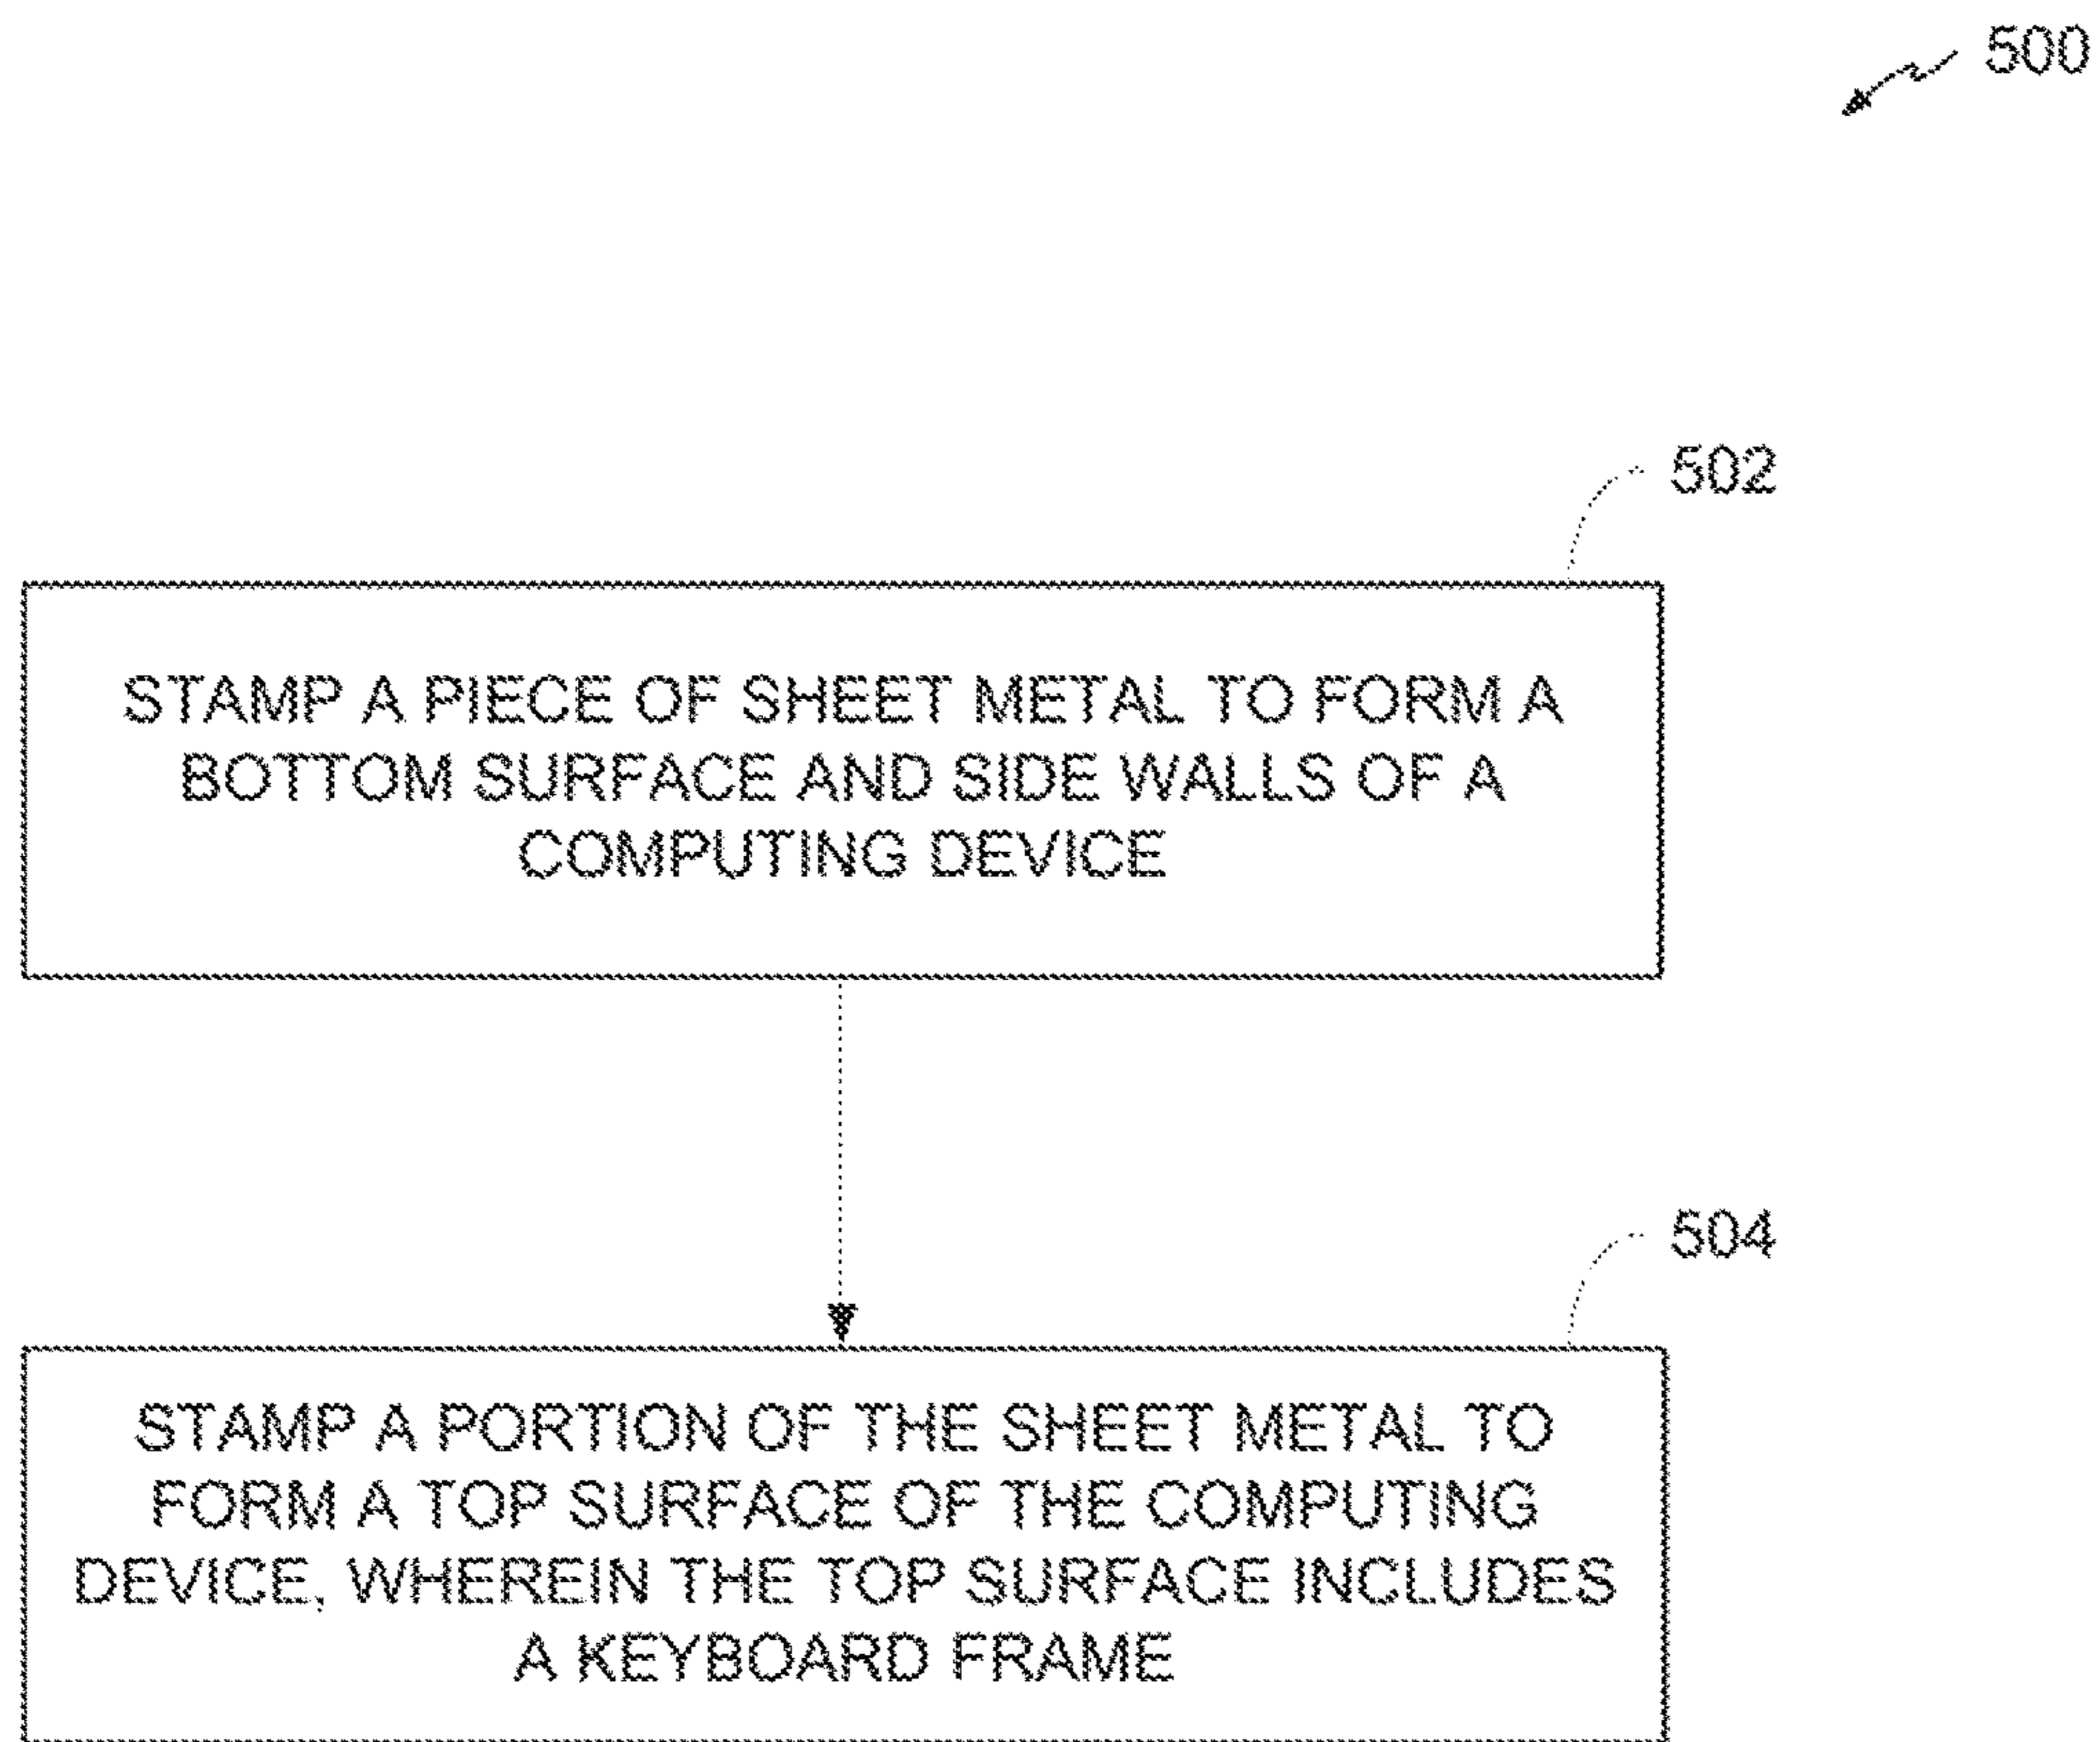 500
502
STAMP A PIECE OF SHEET METAL TO FORM A
BOTTOM SURFACE AND SIDE WALLS OF A
COMPUTING DEVICE
504
STAMP A PORTION OF THE SHEET METAL TO
FORM A TOP SURFACE OF THE COMPUTING
DEVICE, WHEREIN THE TOP SURFACE INCLUDES
A KEYBOARD FRAME